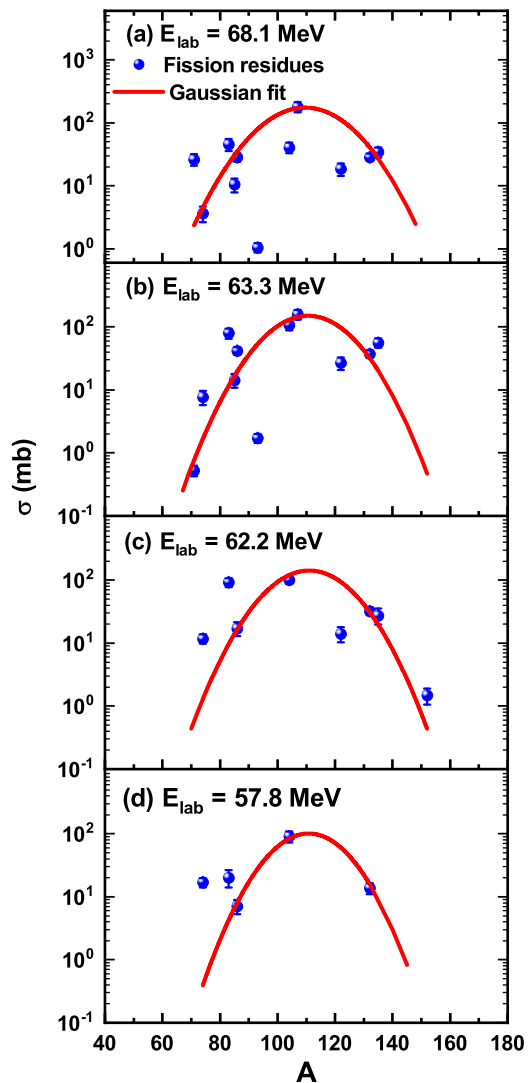 (a) E_lab = 68.1 MeV
Fission residues
Gaussian fit
10^3
10^2
10^1
10^0
(b) E_lab = 63.3 MeV
10^2
10^1
10^0
10^-1
σ (mb)
(c) E_lab = 62.2 MeV
10^2
10^1
10^0
10^-1
(d) E_lab = 57.8 MeV
10^2
10^1
10^0
10^-1
40 60 80 100 120 140 160 180
A